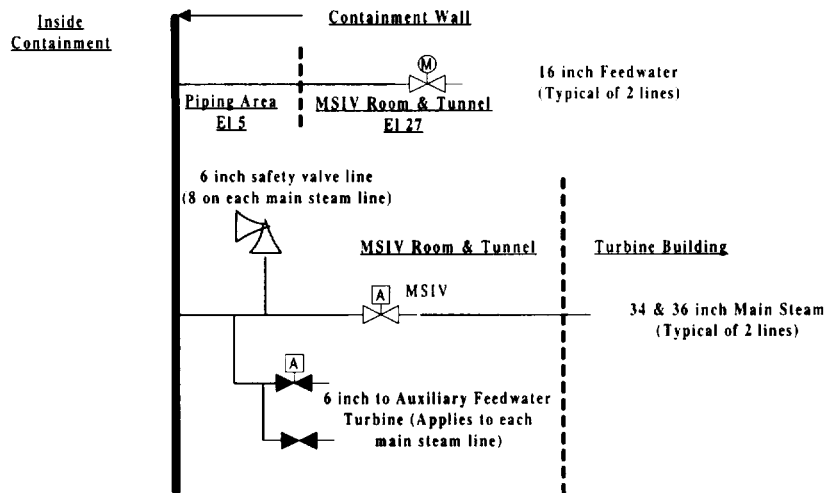 Inside
Containment
Containment Wall
M
16 inch Feedwater
(Typical of 2 lines)
Piping Area
El 5
MSIV Room & Tunnel
El 27
6 inch safety valve line
(8 on each main steam line)
MSIV Room & Tunnel
Turbine Building
A
MSIV
34 & 36 inch Main Steam
(Typical of 2 lines)
A
6 inch to Auxiliary Feedwater
Turbine (Applies to each
main steam line)